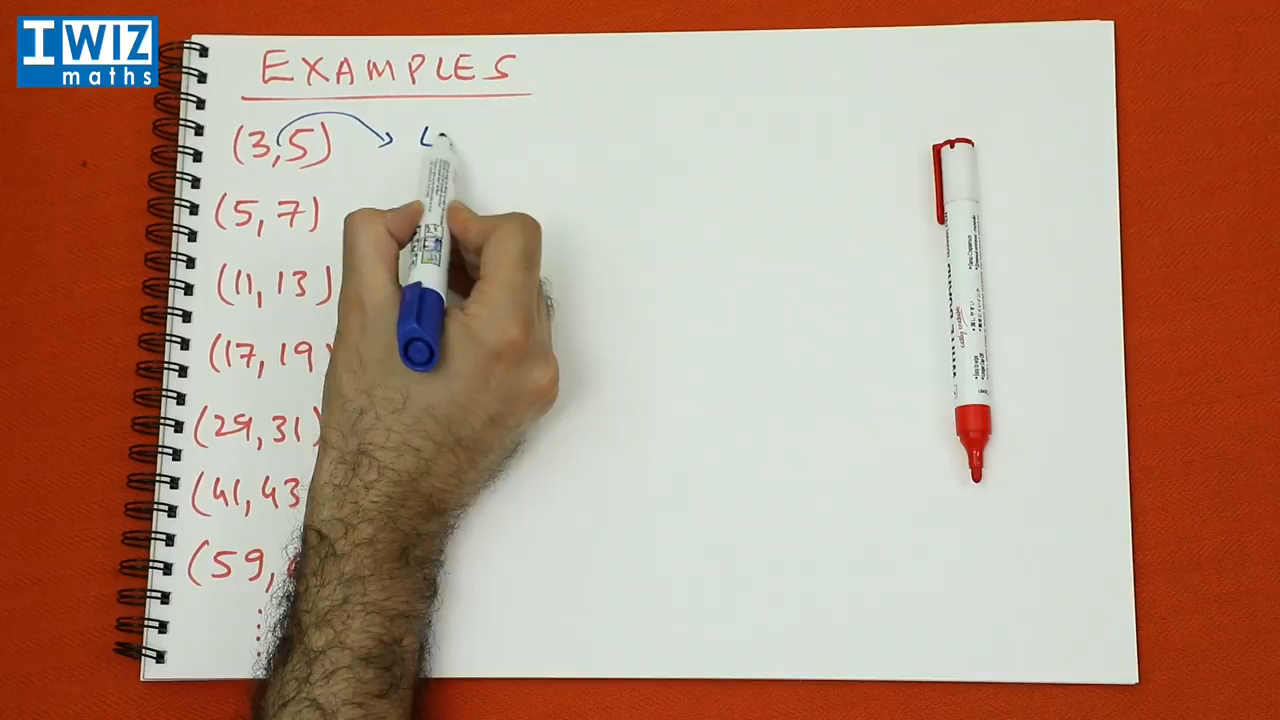 IWIZ
maths
EXAMPLES
(3,5)
(5,7)
(11,13)
(17,19)
(29,31)
(41,43
(59,